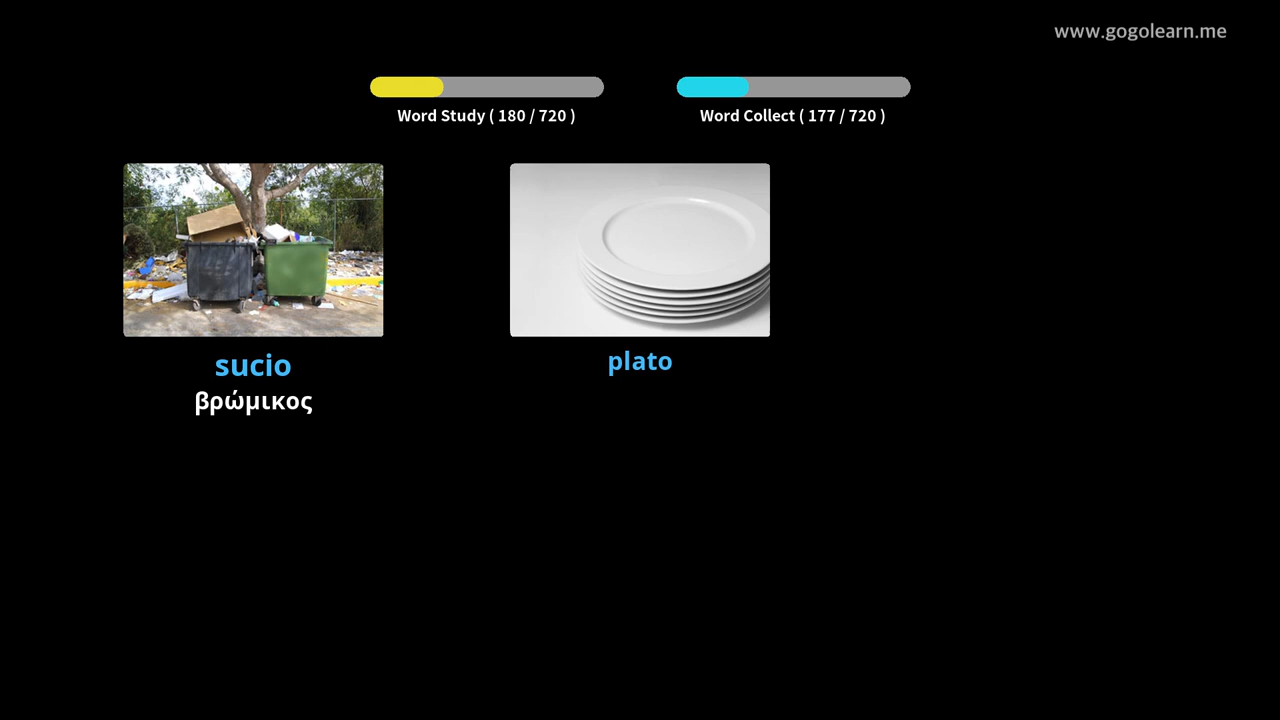 www.gogolearn.me
Word Study ( 180 / 720 )
Word Collect ( 177 / 720 )
sucio
βρώμικος
plato